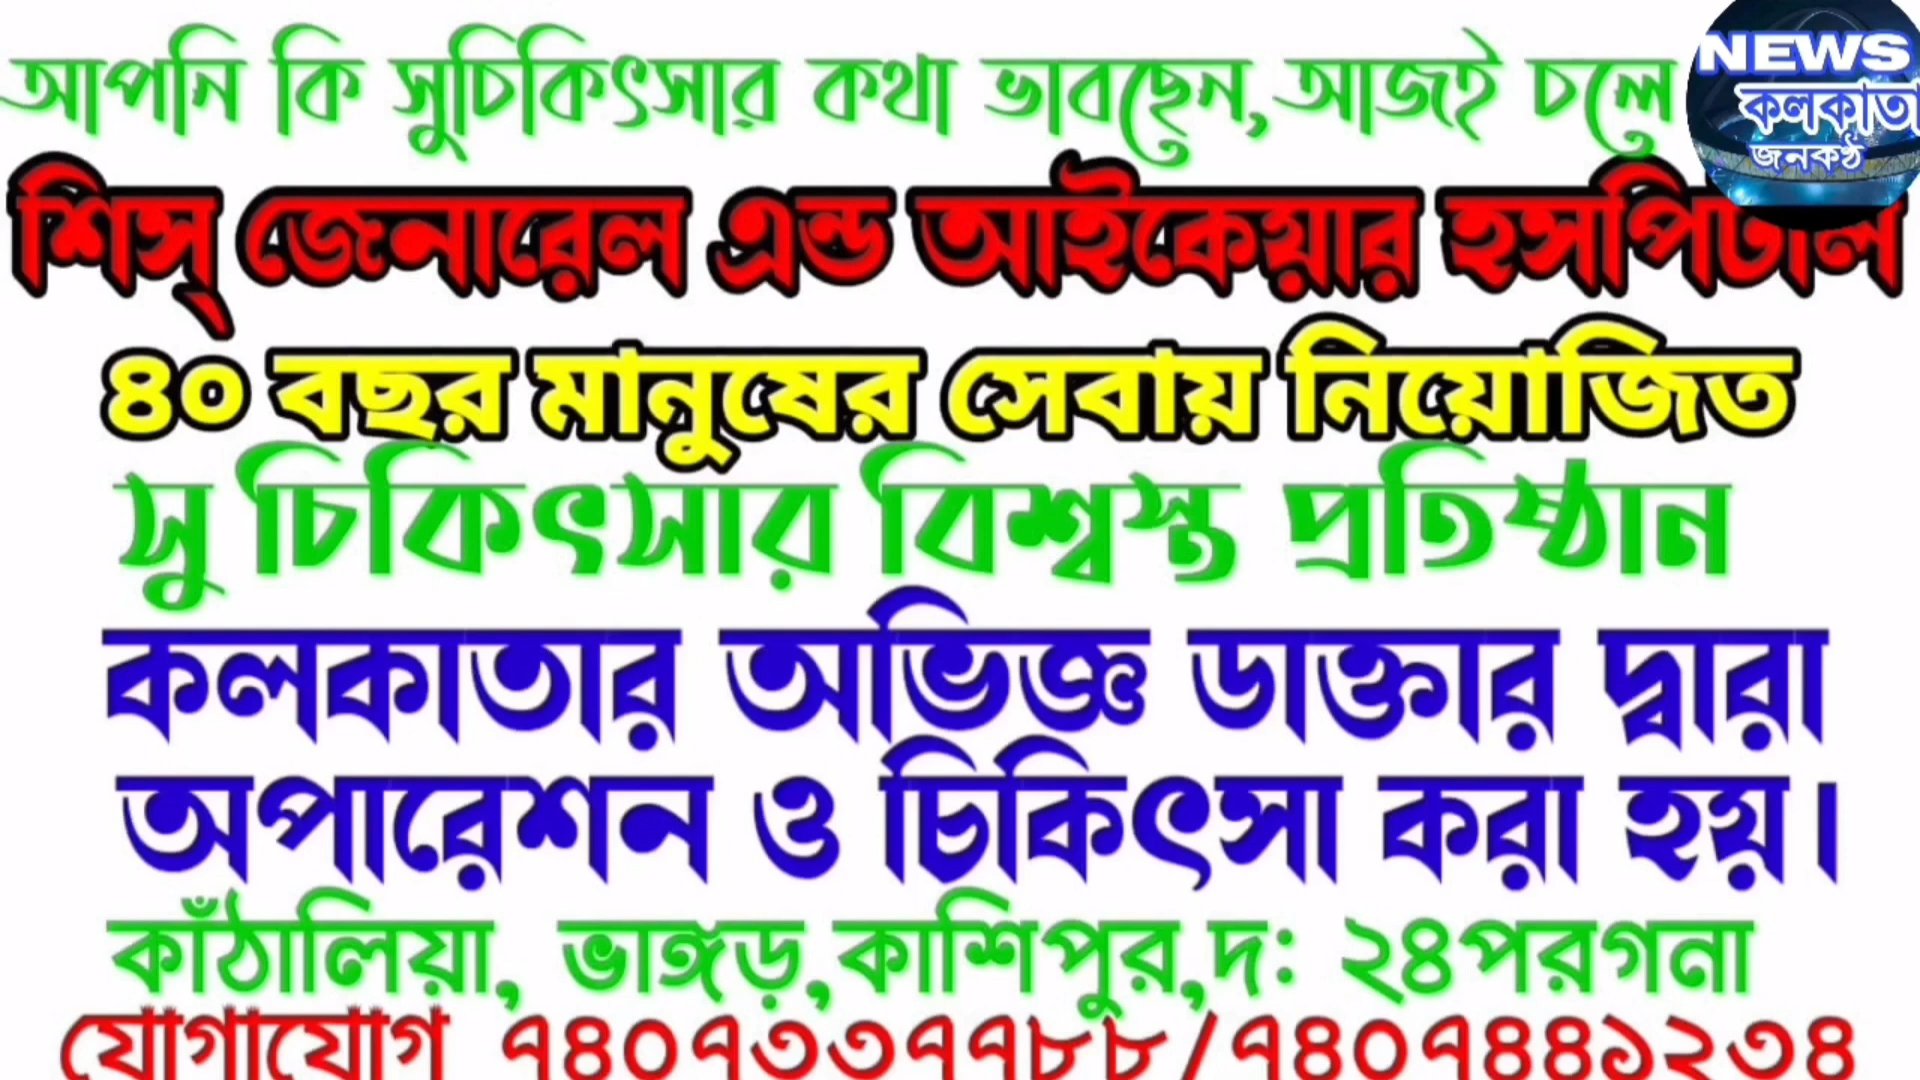 আপনি কি সুচিকিৎসার কথা ভাবছেন,আজই চলে
NEWS
কলকাতা
জনকন্ঠ
শিস্ জেনারেল এন্ড আইকেয়ার হসপিটাল
৪০ বছর মানুষের সেবায় নিয়োজিত
সু চিকিৎসার বিশ্বস্ত প্রতিষ্ঠান
কলকাতার অভিজ্ঞ ডাক্তার দ্বারা
অপারেশন ও চিকিৎসা করা হয়।
কাঁঠালিয়া, ভাঙ্গড়,কাশিপুর,দ: ২৪পরগনা
যোগাযোগ ৭৪০৭৩৩৭৭৮৮/৭৪০৭৪৪১২৩৪